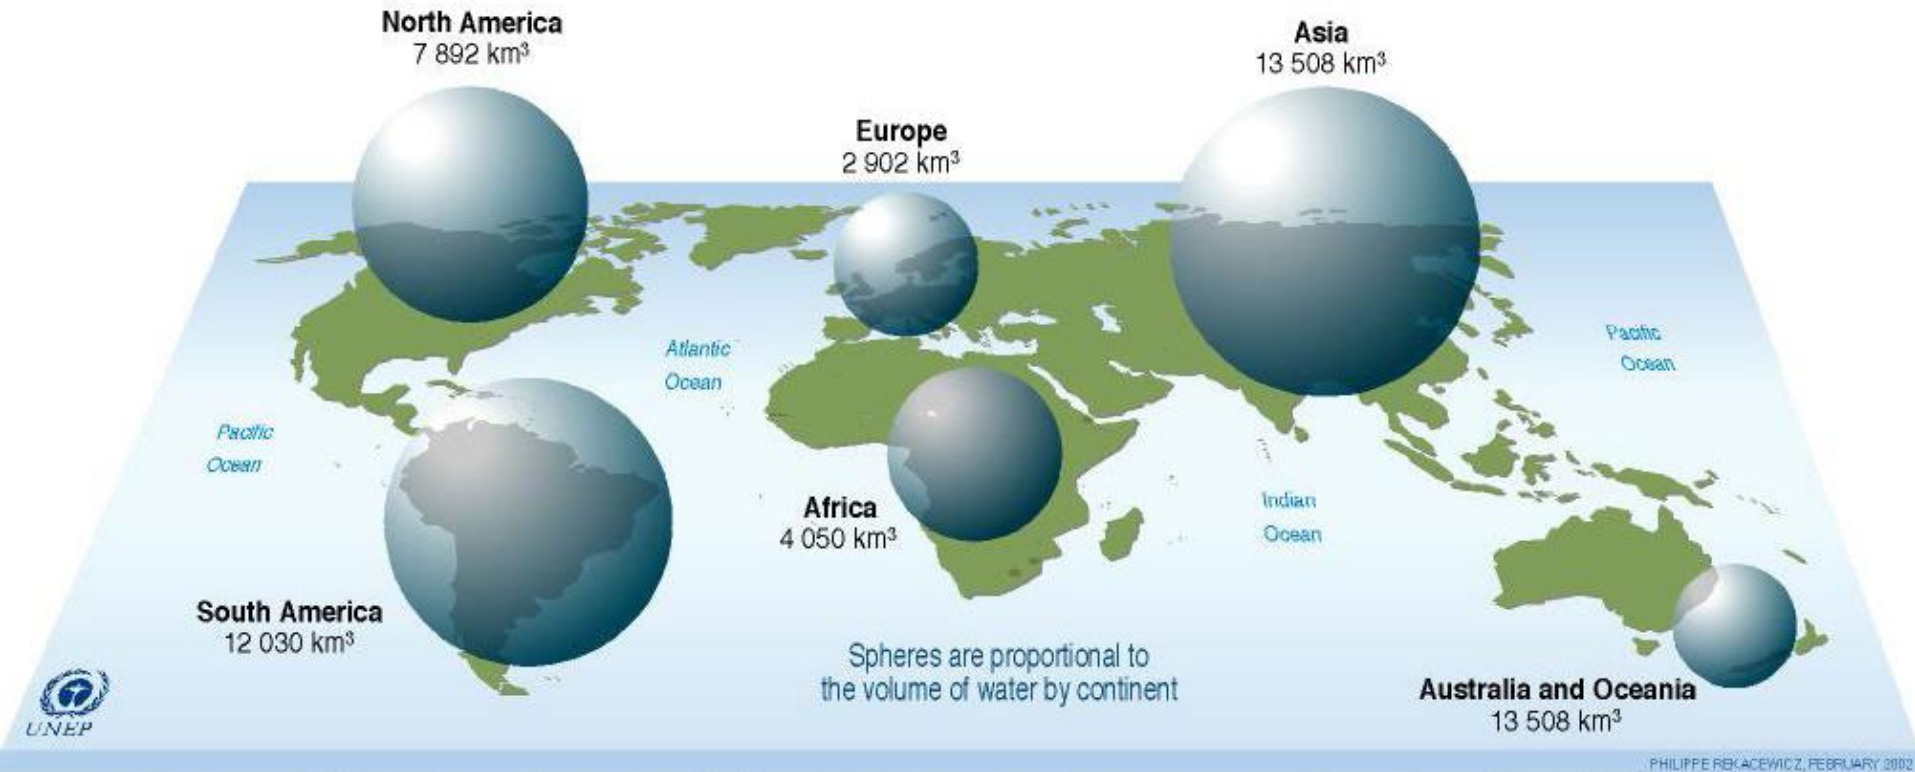 North America
7 892 km³
Asia
13 508 km³
Europe
2 902 km³
Atlantic
Ocean
Pacific
Ocean
Pacific
Ocean
Africa
4 050 km³
Indian
Ocean
South America
12 030 km³
Spheres are proportional to
the volume of water by continent
Australia and Oceania
13 508 km³
UNEP
PHILIPPE REKACEWICZ, FEBRUARY 2002